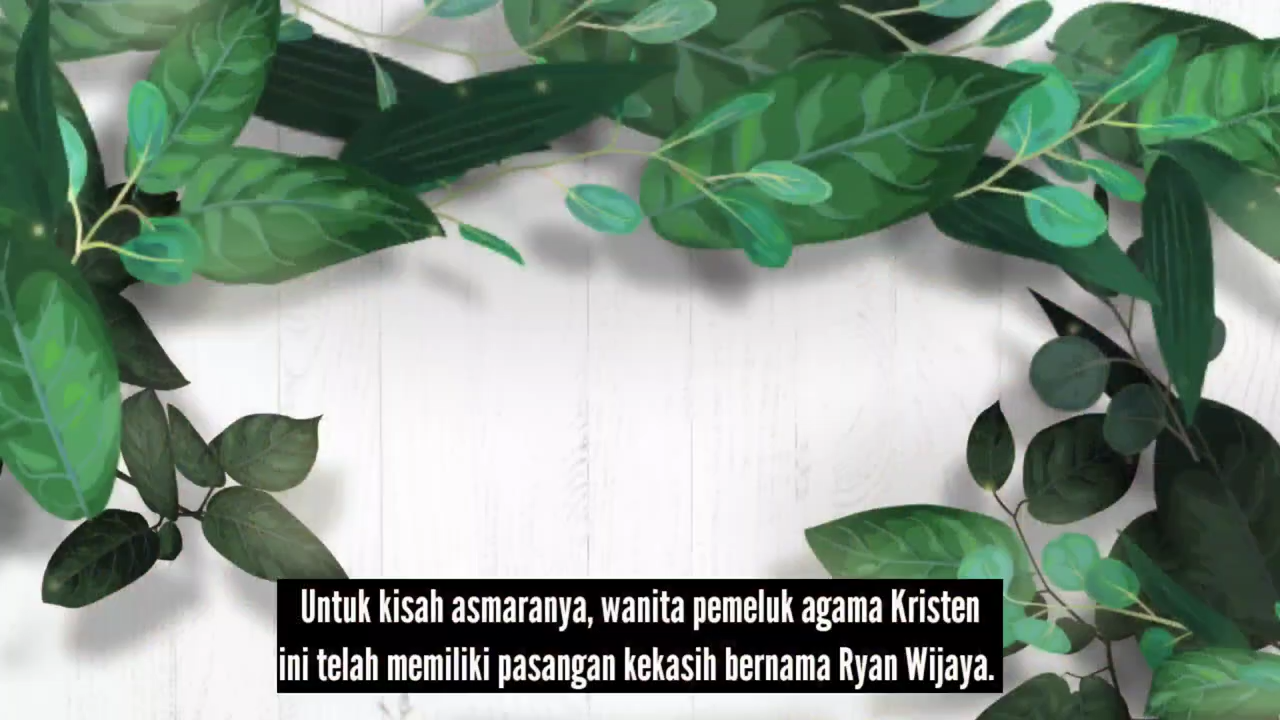 Untuk kisah asmaranya, wanita pemeluk agama Kristen
ini telah memiliki pasangan kekasih bernama Ryan Wijaya.